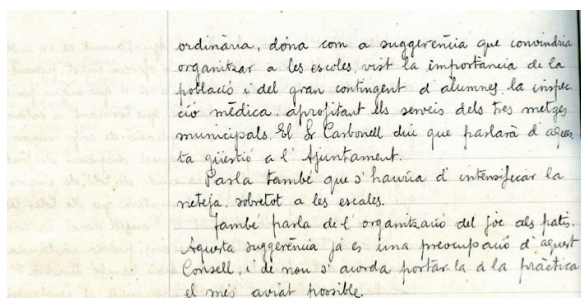 ordinària, dóna com a suggerència que convindria
organitzar a les escoles, vist la importancia de la
població i del gran contingent d'alumnes, la inspec-
ció mèdica, aprofitant els serveis dels tres metges
municipals. El Sr Carbonell diu que parlarà d'aques-
ta qüestió a l'Ajuntament.
Parla també que s'hauria d'intensificar la
neteja, sobretot a les escales.
També parla de l'organització del joc als patis.
Aquesta suggerència ja és una preocupació d'aquest
Consell, i de nou s'acorda portar-la a la pràctica
el més aviat possible.